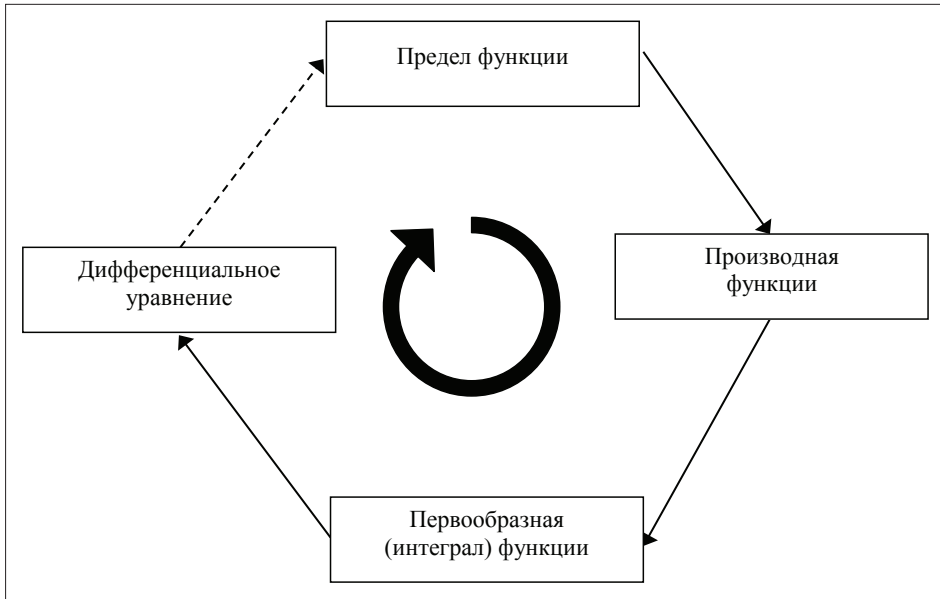 Предел функции
Производная
функции
Дифференциальное
уравнение
Первообразная
(интеграл) функции